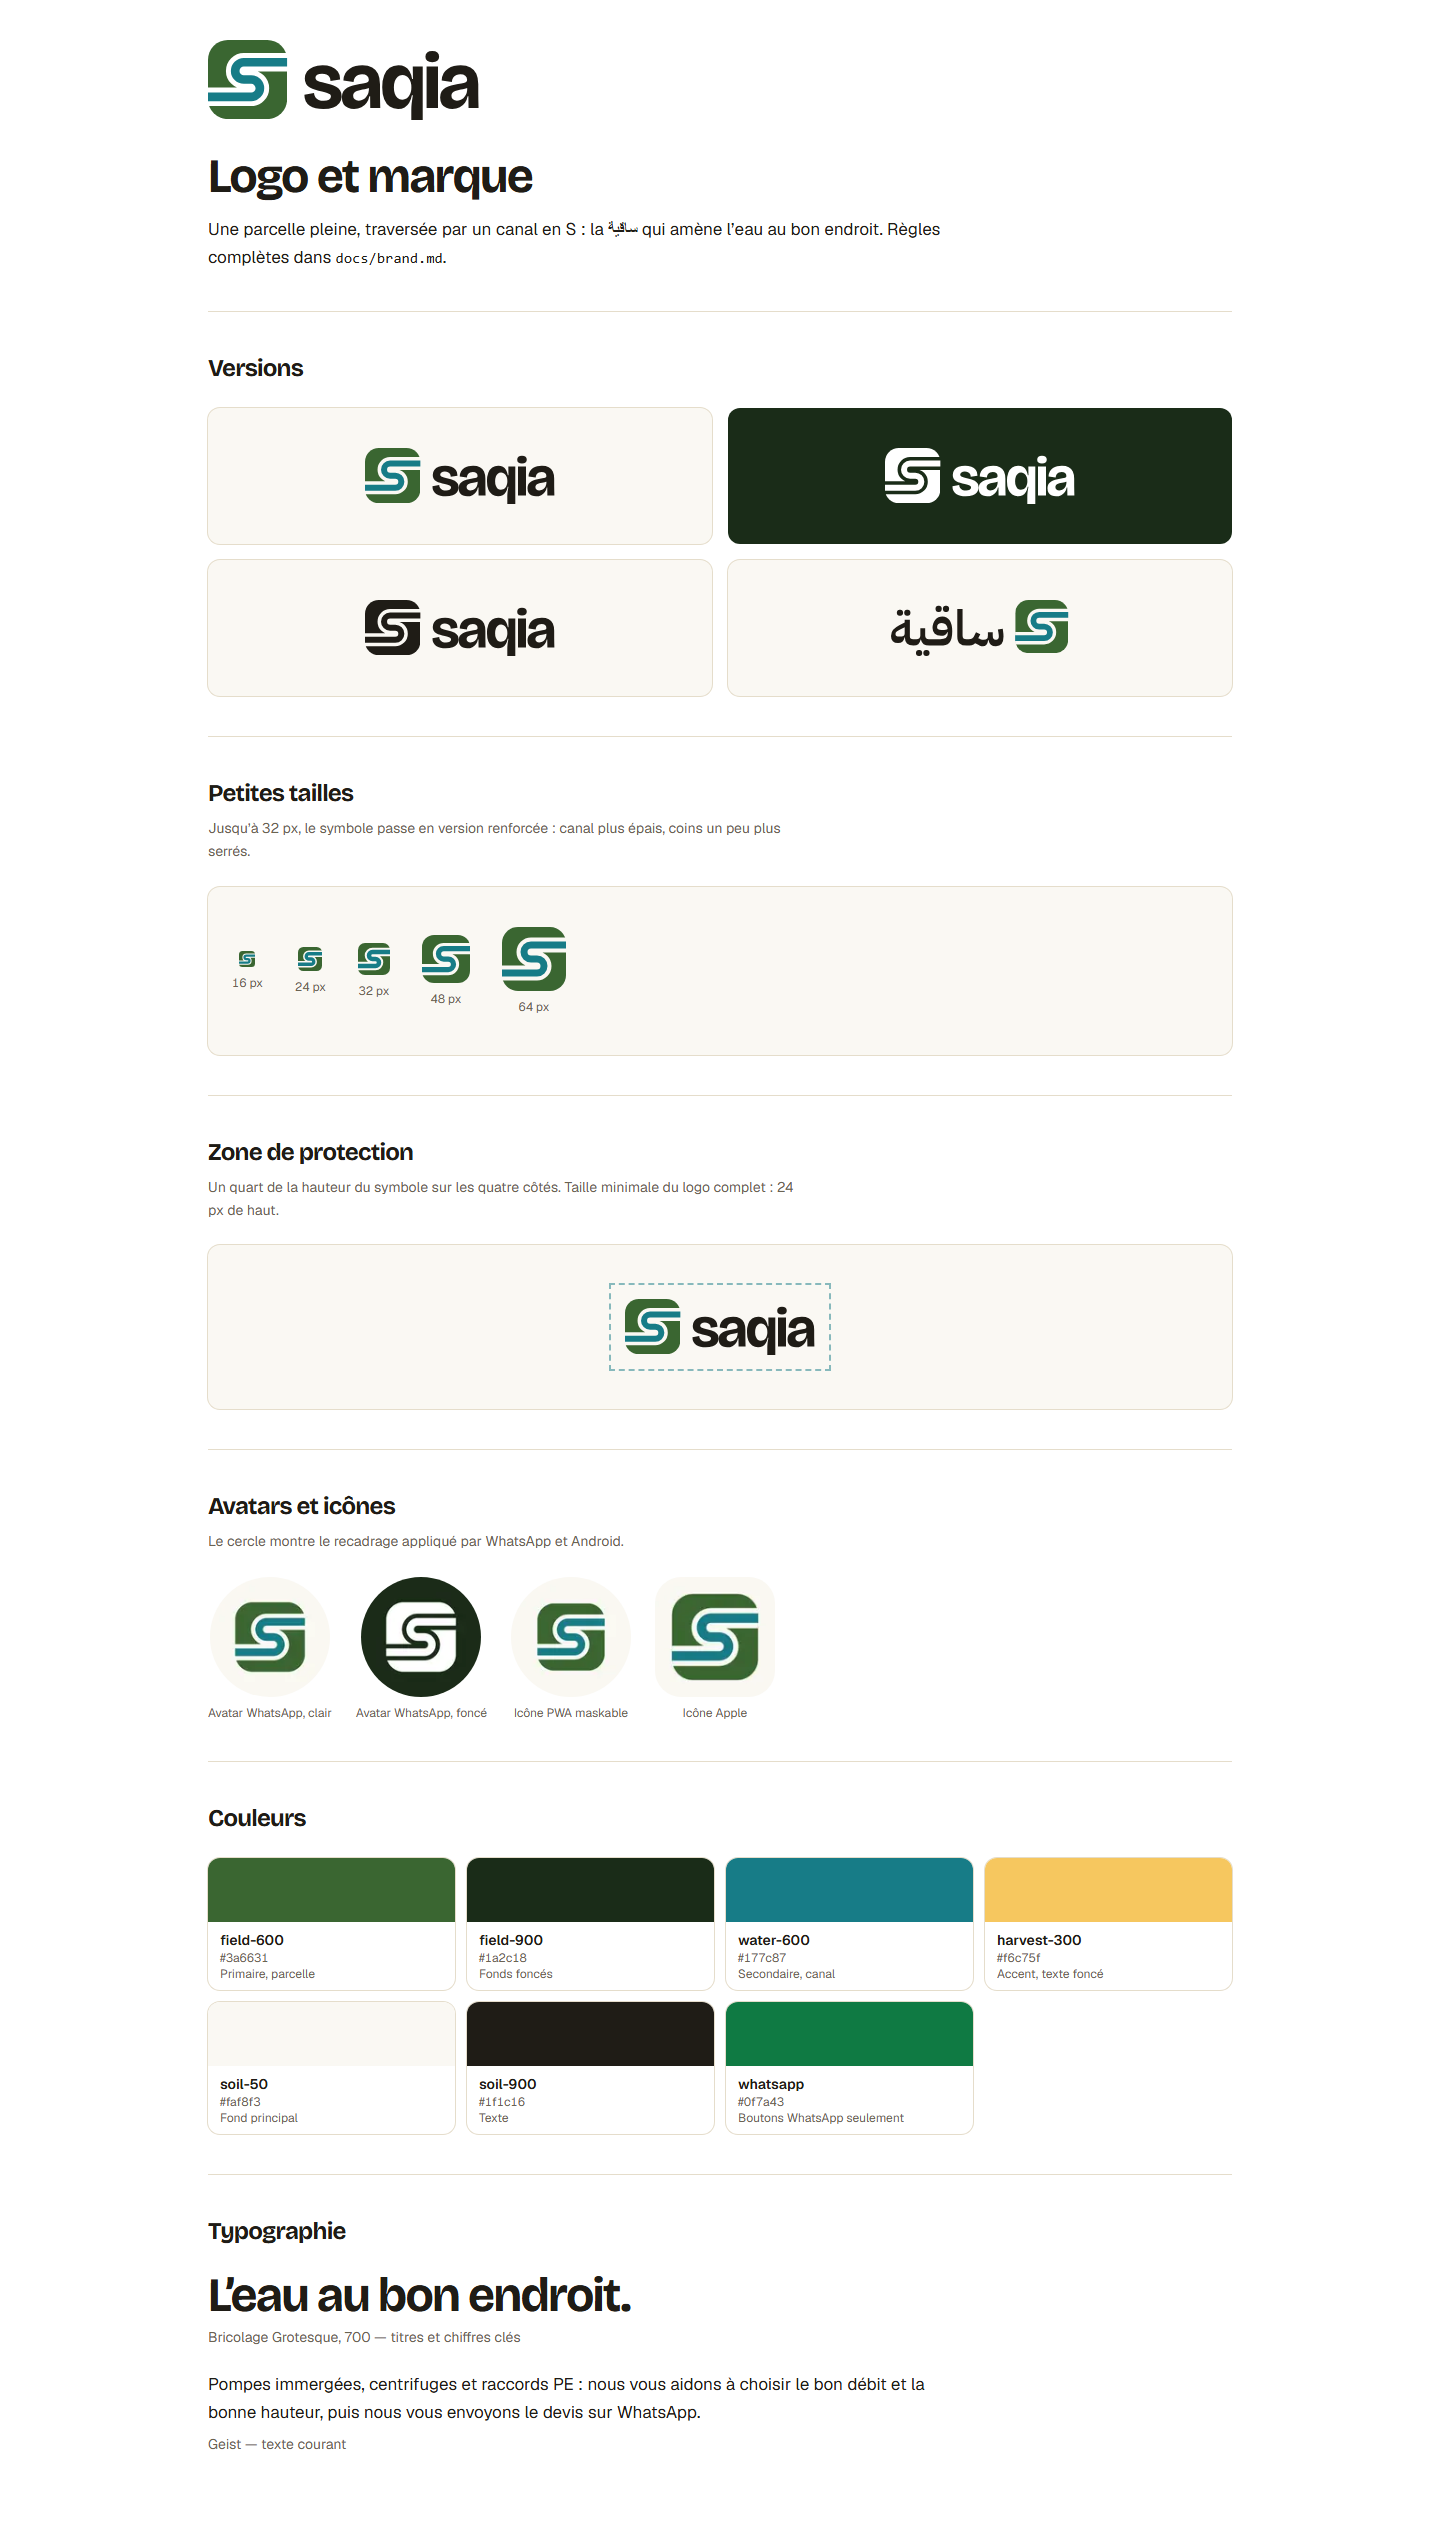 saqia
Logo et marque
Une parcelle pleine, traversée par un canal en S : la ساقية qui amène l’eau au bon endroit. Règles
complètes dans docs/brand.md.
Versions
saqia
saqia
saqia
ساقية
Petites tailles
Jusqu'à 32 px, le symbole passe en version renforcée : canal plus épais, coins un peu plus
serrés.
16 px
24 px
32 px
48 px
64 px
Zone de protection
Un quart de la hauteur du symbole sur les quatre côtés. Taille minimale du logo complet : 24
px de haut.
saqia
Avatars et icônes
Le cercle montre le recadrage appliqué par WhatsApp et Android.
Avatar WhatsApp, clair
Avatar WhatsApp, foncé
Icône PWA maskable
Icône Apple
Couleurs
field-600
#3a6631
Primaire, parcelle
field-900
#1a2c18
Fonds foncés
water-600
#177c87
Secondaire, canal
harvest-300
#f6c75f
Accent, texte foncé
soil-50
#faf8f3
Fond principal
soil-900
#1f1c16
Texte
whatsapp
#0f7a43
Boutons WhatsApp seulement
Typographie
L’eau au bon endroit.
Bricolage Grotesque, 700 — titres et chiffres clés
Pompes immergées, centrifuges et raccords PE : nous vous aidons à choisir le bon débit et la
bonne hauteur, puis nous vous envoyons le devis sur WhatsApp.
Geist — texte courant